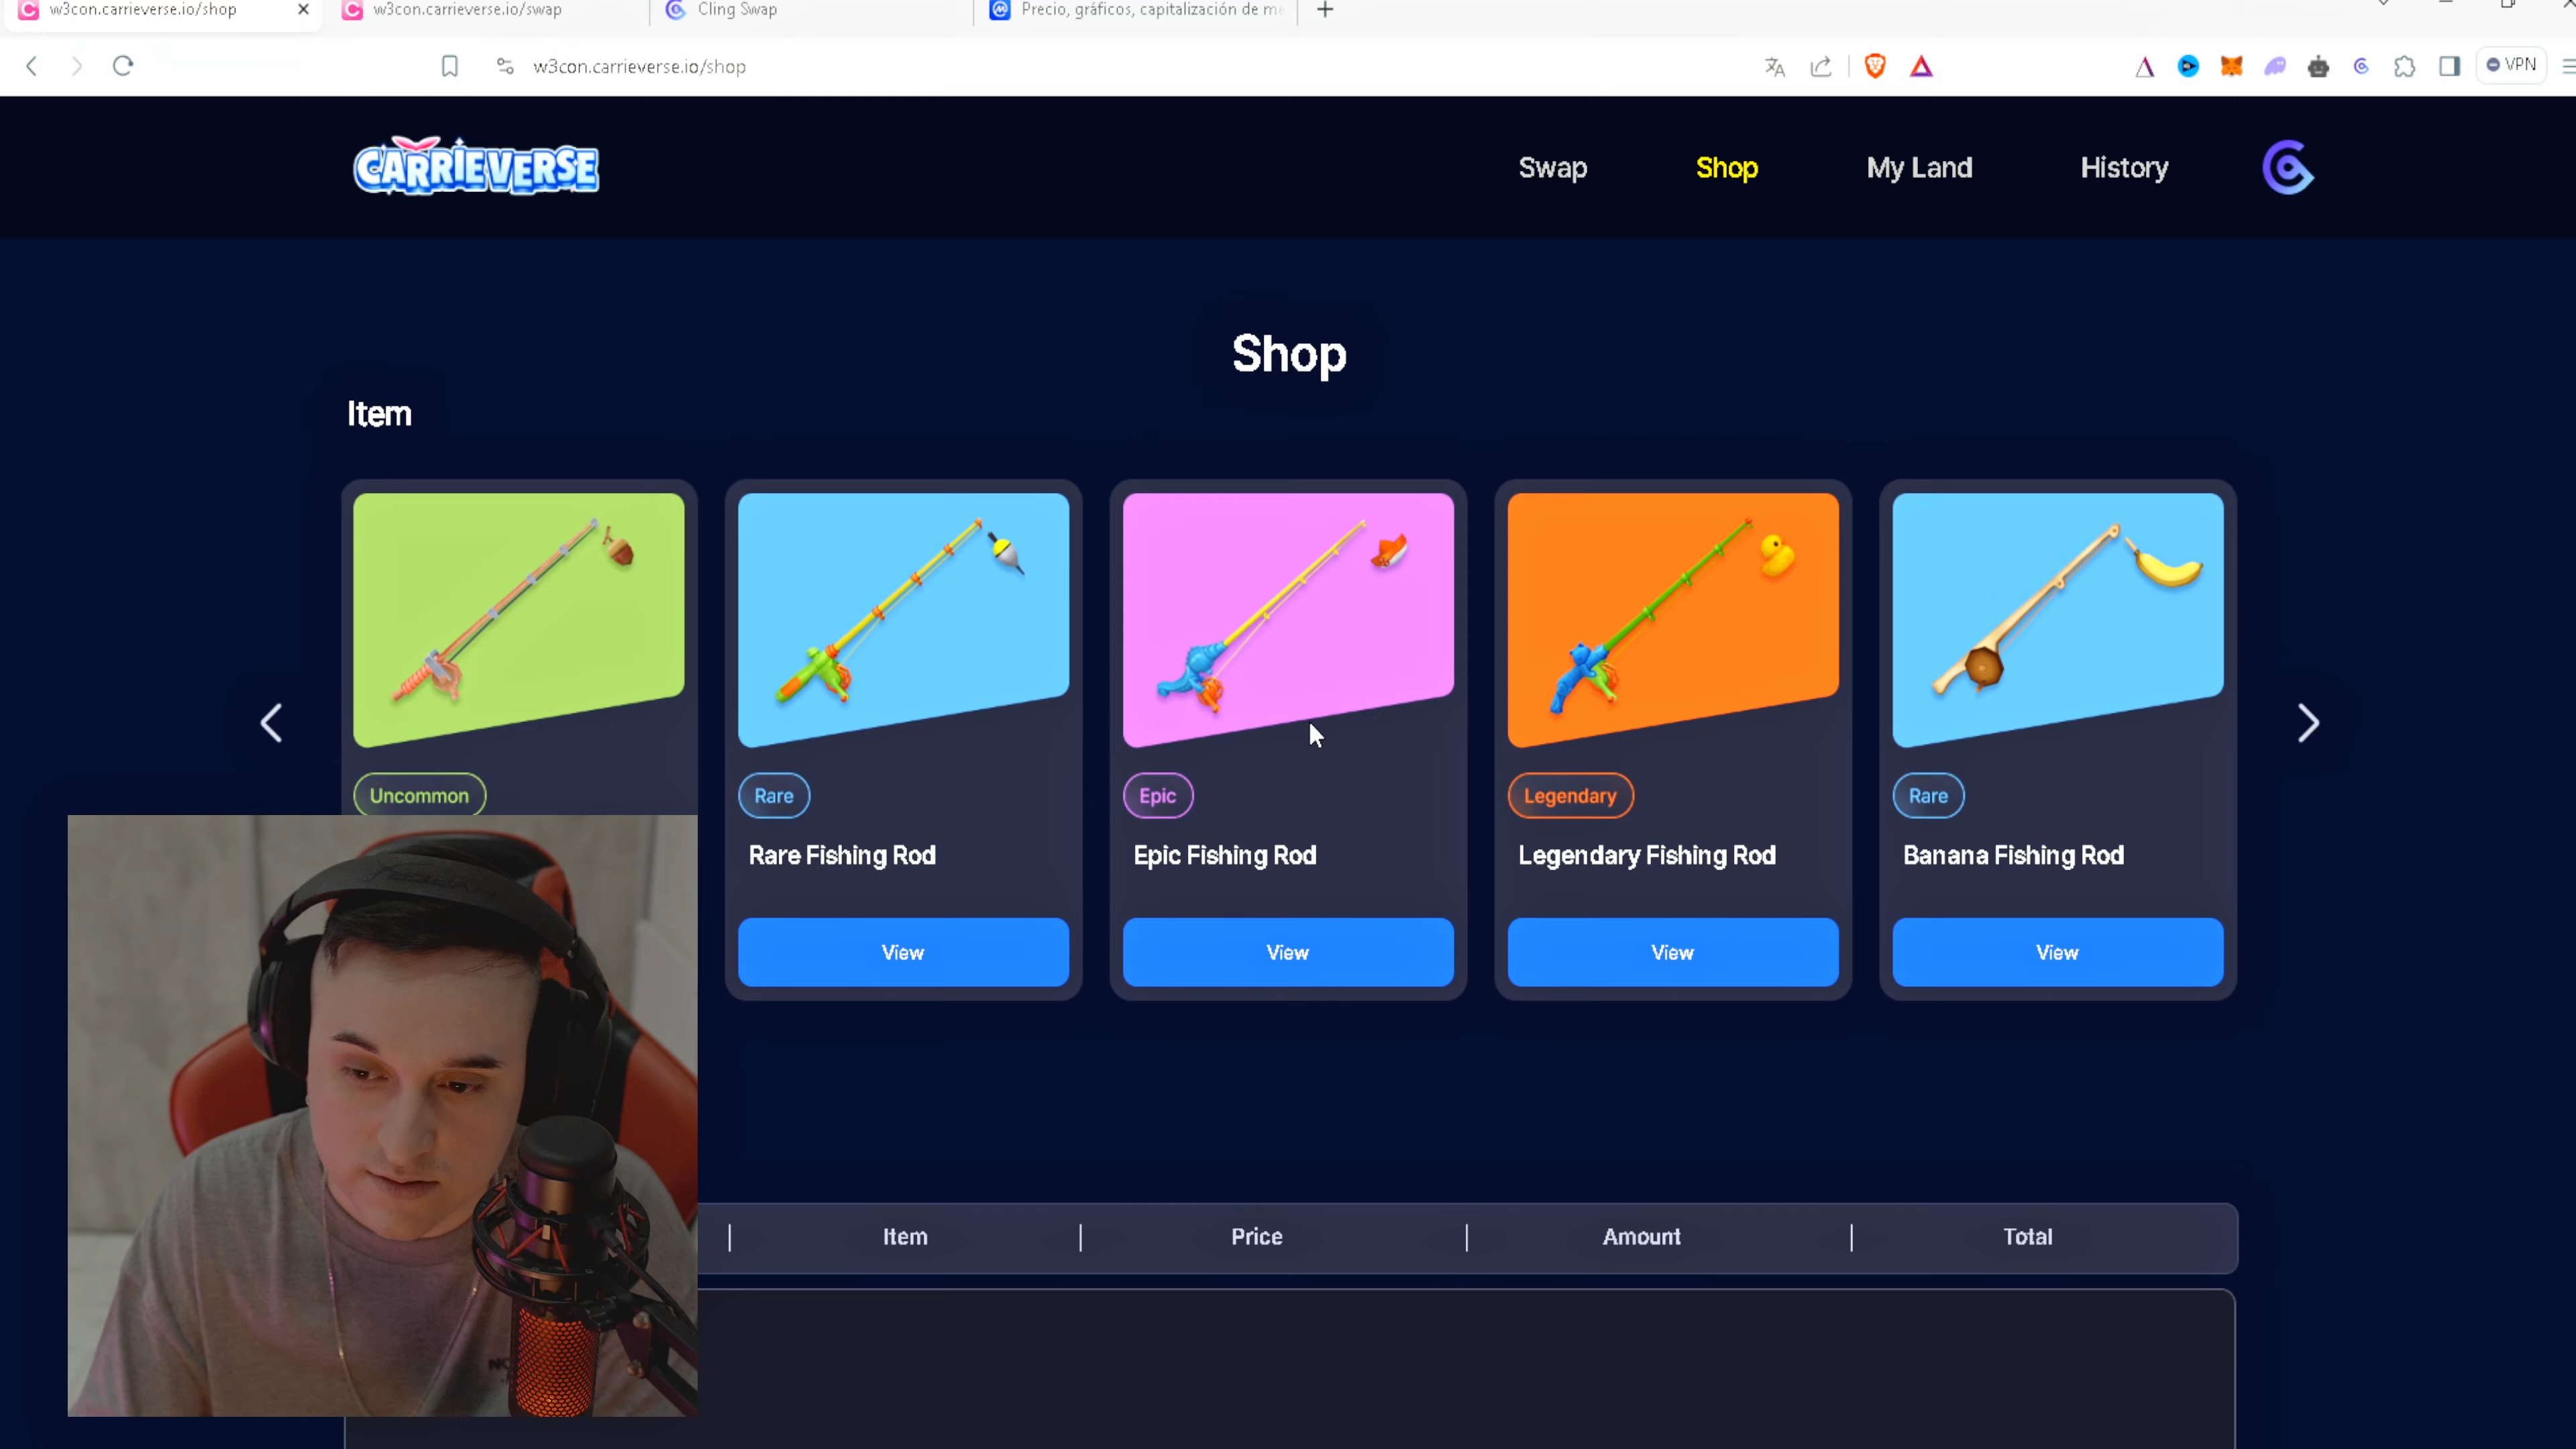 w3con.carrieverse.io/shop
w3con.carrieverse.io/swap
Cling Swap
Precio, gráficos, capitalización de me
w3con.carrieverse.io/shop
VPN
CARRIEVERSE
Swap
Shop
My Land
History
Shop
Item
Uncommon
Rare
Rare Fishing Rod
View
Epic
Epic Fishing Rod
View
Legendary
Legendary Fishing Rod
View
Rare
Banana Fishing Rod
View
Item
Price
Amount
Total